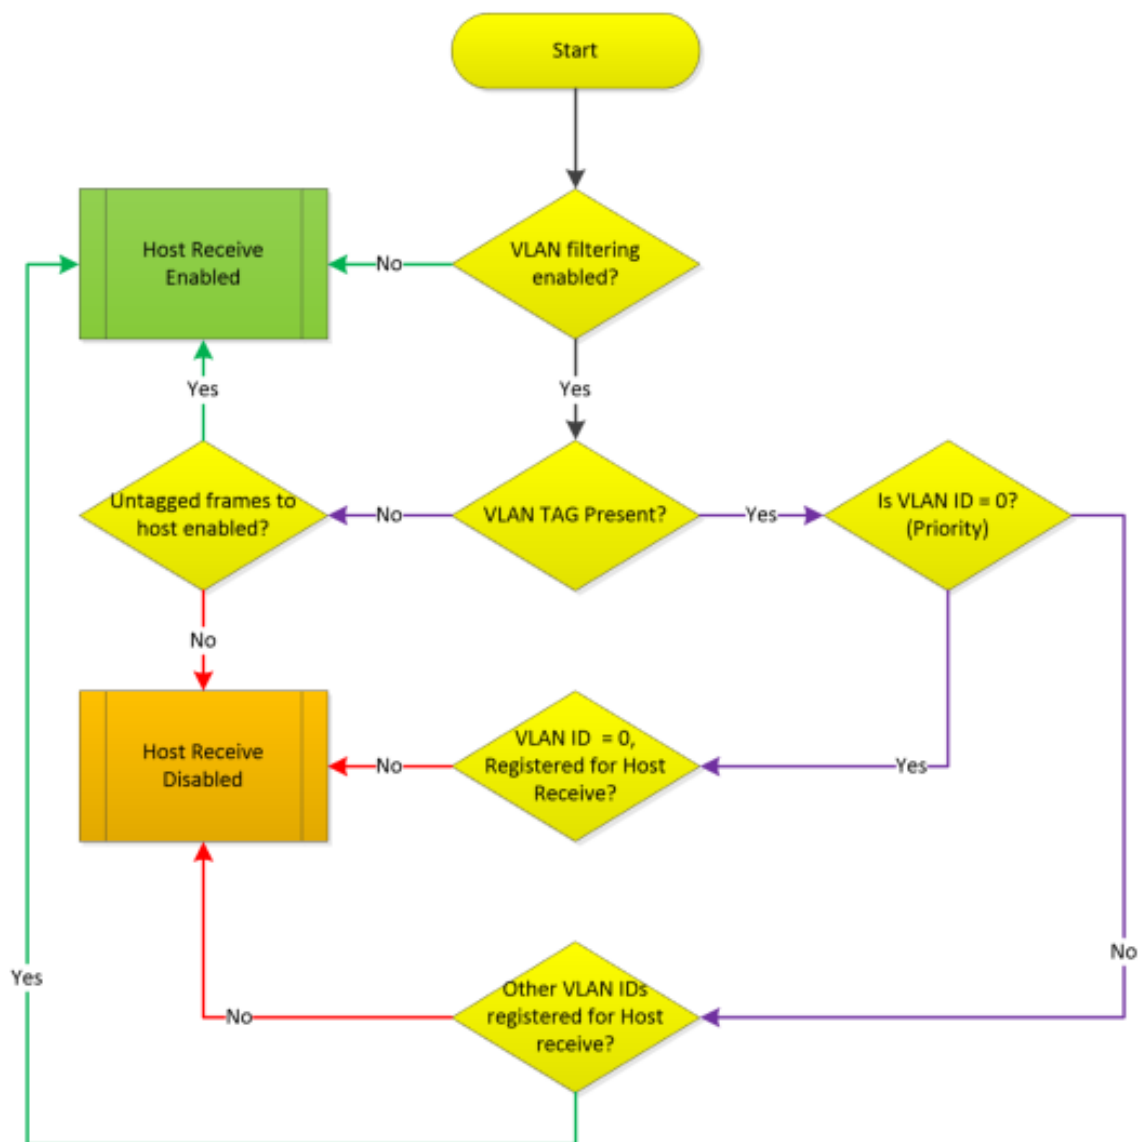 Start
VLAN filtering
enabled?
No
Host Receive
Enabled
Yes
Yes
Untagged frames to
host enabled?
No
VLAN TAG Present?
Yes
Is VLAN ID = 0?
(Priority)
No
Host Receive
Disabled
No
VLAN ID = 0,
Registered for Host
Receive?
Yes
No
Yes
No
Other VLAN IDs
registered for Host
receive?